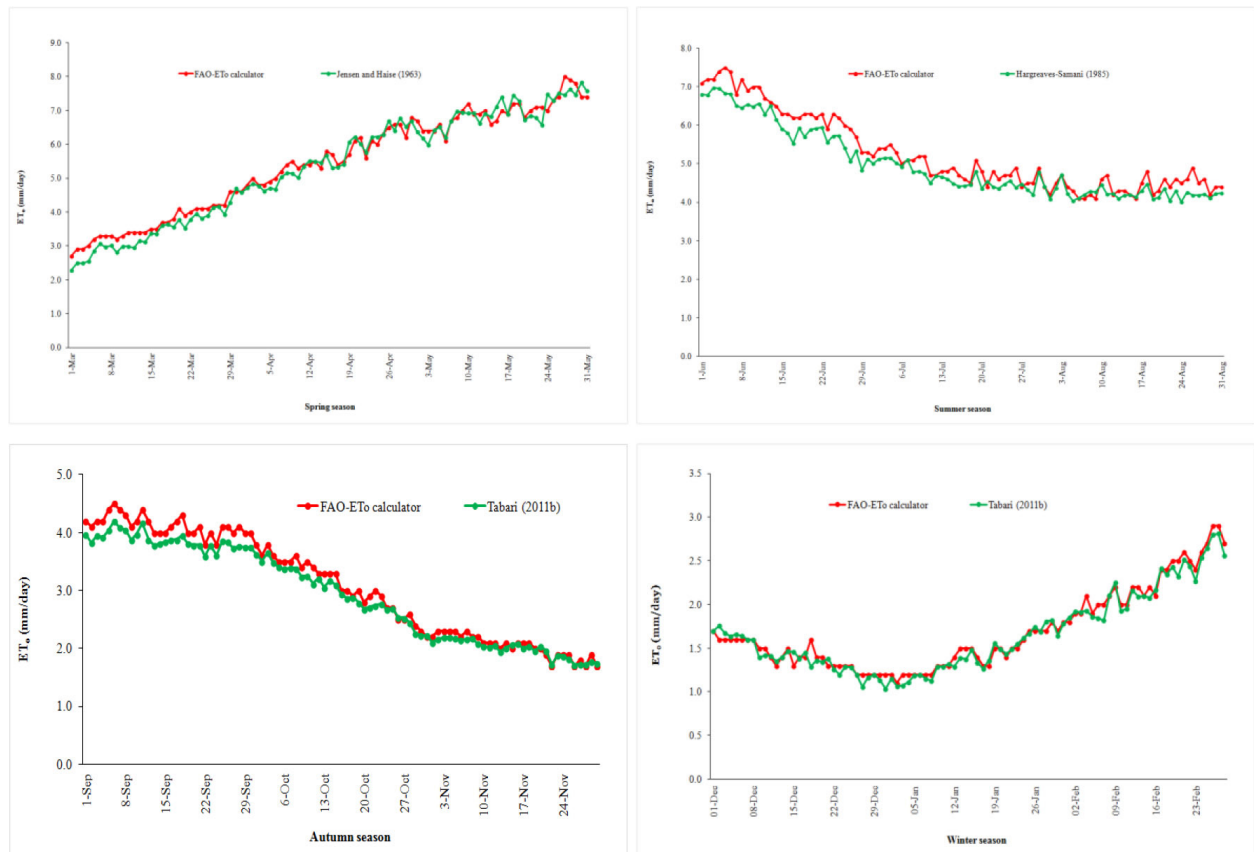 9.0
8.0
7.0
6.0
5.0
4.0
3.0
2.0
1.0
0.0
ETₒ (mm/day)
FAO-ETo calculator
Jensen and Haise (1963)
1-Mar
8-Mar
15-Mar
22-Mar
29-Mar
5-Apr
12-Apr
19-Apr
26-Apr
3-May
10-May
17-May
24-May
31-May
Spring season
8.0
7.0
6.0
5.0
4.0
3.0
2.0
1.0
0.0
ETₒ (mm/day)
FAO-ETo calculator
Hargreaves-Samani (1985)
1-Jun
8-Jun
15-Jun
22-Jun
29-Jun
6-Jul
13-Jul
20-Jul
27-Jul
3-Aug
10-Aug
17-Aug
24-Aug
31-Aug
Summer season
5.0
4.0
3.0
2.0
1.0
0.0
ETₒ (mm/day)
FAO-ETo calculator
Tabari (2011b)
1-Sep
8-Sep
15-Sep
22-Sep
29-Sep
6-Oct
13-Oct
20-Oct
27-Oct
3-Nov
10-Nov
17-Nov
24-Nov
Autumn season
3.5
3.0
2.5
2.0
1.5
1.0
0.5
0.0
ETₒ (mm/day)
FAO-ETo calculator
Tabari (2011b)
01-Dec
08-Dec
15-Dec
22-Dec
29-Dec
05-Jan
12-Jan
19-Jan
26-Jan
02-Feb
09-Feb
16-Feb
23-Feb
Winter season